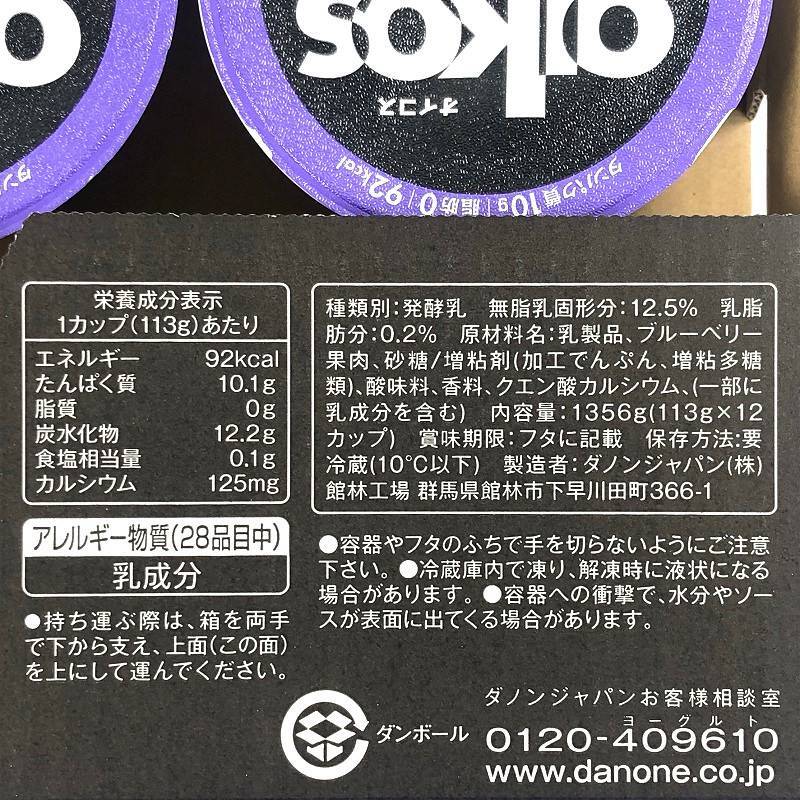 oikos
オイコス
タンパク質10g｜脂肪0｜92kcal
タンパ
栄養成分表示
1カップ(113g)あたり
エネルギー 92kcal
たんぱく質 10.1g
脂質 0g
炭水化物 12.2g
食塩相当量 0.1g
カルシウム 125mg
アレルギー物質(28品目中)
乳成分
●持ち運ぶ際は、箱を両手
で下から支え、上面(この面)
を上にして運んでください。
種類別:発酵乳 無脂乳固形分:12.5% 乳脂
肪分:0.2% 原材料名:乳製品、ブルーベリー
果肉、砂糖/増粘剤(加工でんぷん、増粘多糖
類)、酸味料、香料、クエン酸カルシウム、(一部に
乳成分を含む) 内容量:1356g(113g×12
カップ) 賞味期限:フタに記載 保存方法:要
冷蔵(10℃以下) 製造者:ダノンジャパン(株)
館林工場 群馬県館林市下早川田町366-1
●容器やフタのふちで手を切らないようにご注意
下さい。●冷蔵庫内で凍り、解凍時に液状になる
場合があります。●容器への衝撃で、水分やソー
スが表面に出てくる場合があります。
ダンボール
ダノンジャパンお客様相談室
ヨーグルト
0120-409610
www.danone.co.jp